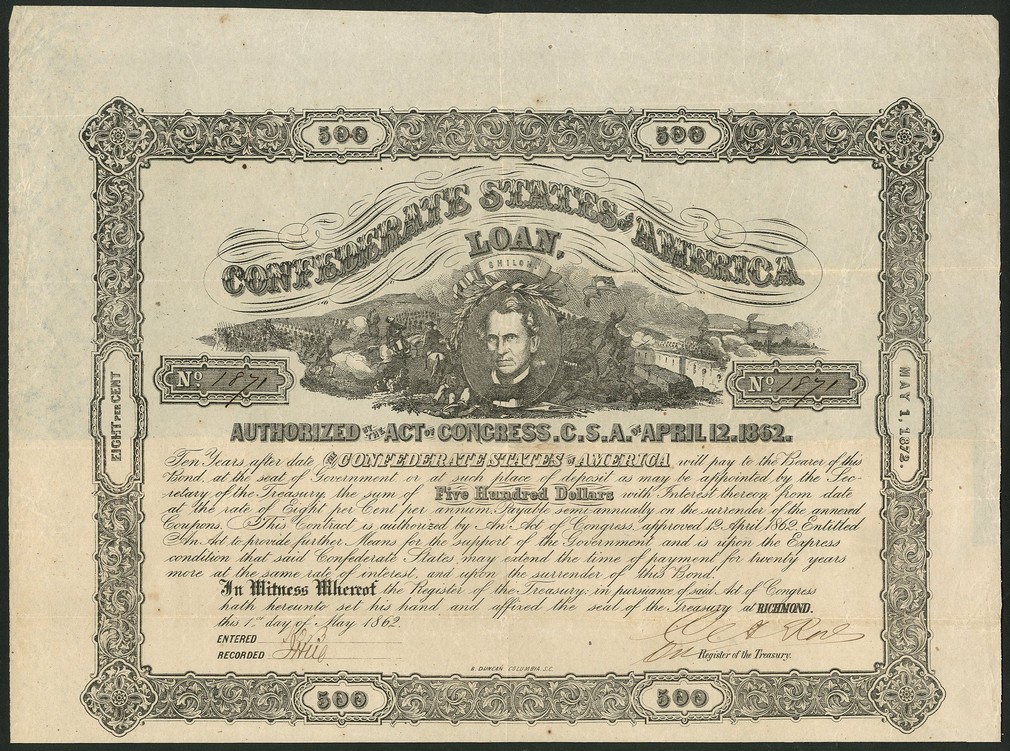 500 500
CONFEDERATE STATES OF AMERICA
LOAN,
SHILOH
No 1871 No 1871
EIGHT PER CENT
MAY 1, 1872.
AUTHORIZED BY THE ACT OF CONGRESS. C. S. A. OF APRIL 12. 1862.
Ten Years after date THE CONFEDERATE STATES OF AMERICA will pay to the Bearer of this
Bond, at the seat of Government or at such place of deposit as may be appointed by the Sec-
retary of the Treasury, the sum of Five Hundred Dollars with Interest thereon from date
at the rate of Eight per Cent per annum Payable semi-annually on the surrender of the annexed
Coupons. This Contract is authorized by An Act of Congress, approved 12 April 1862, Entitled
An Act to provide further Means for the support of the Government and is upon the Express
condition that said Confederate States may extend the time of payment for twenty years
more at the same rate of interest, and upon the surrender of this Bond.
In Witness Whereof the Register of the Treasury, in pursuance of said Act of Congress
hath hereunto set his hand and affixed the seal of the Treasury at RICHMOND.
this 1st day of May 1862.
ENTERED
RECORDED
Register of the Treasury.
B. DUNCAN, COLUMBIA, S.C.
500 500